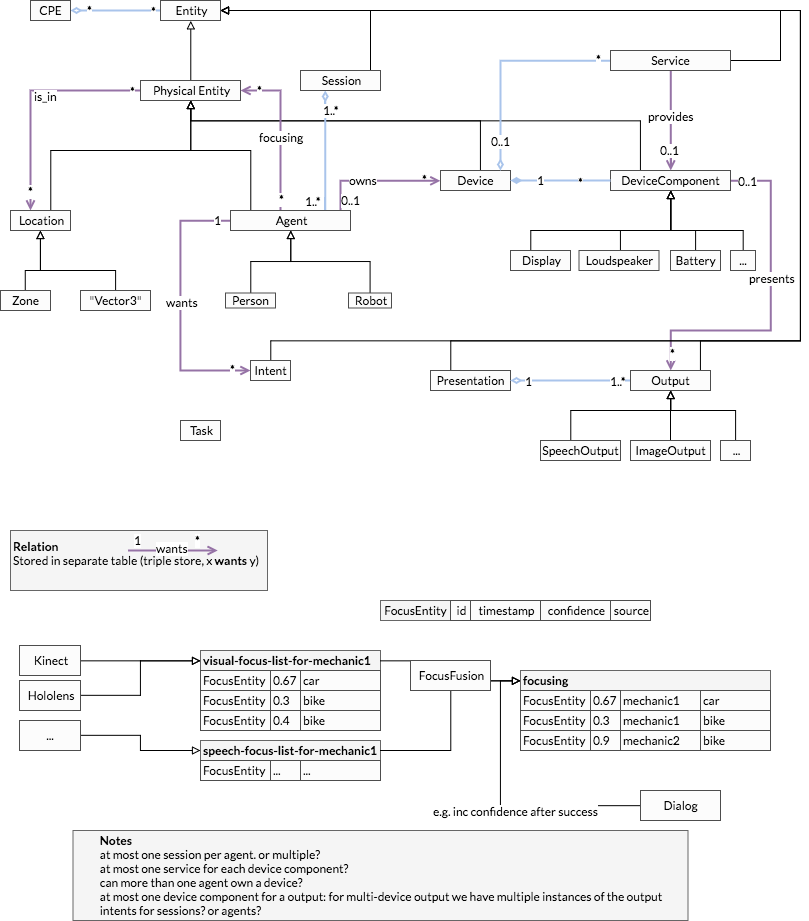 CPE
*
*
Entity
Session
Service
*
Physical Entity
*
*
is_in
focusing
1..*
provides
0..1
0..1
*
*
1..*
0..1
owns
*
Device
1
*
DeviceComponent
0..1
Location
1
Agent
Display
Loudspeaker
Battery
...
presents
Zone
"Vector3"
Person
Robot
wants
*
*
Intent
Presentation
1
1..*
Output
Task
SpeechOutput
ImageOutput
...
Relation
1
wants
*
Stored in separate table (triple store, x wants y)
FocusEntity id timestamp confidence source
Kinect
Hololens
...
visual-focus-list-for-mechanic1
FocusEntity 0.67 car
FocusEntity 0.3 bike
FocusEntity 0.4 bike
speech-focus-list-for-mechanic1
FocusEntity ... ...
FocusFusion
focusing
FocusEntity 0.67 mechanic1 car
FocusEntity 0.3 mechanic1 bike
FocusEntity 0.9 mechanic2 bike
e.g. inc confidence after success
Dialog
Notes
at most one session per agent. or multiple?
at most one service for each device component?
can more than one agent own a device?
at most one device component for a output: for multi-device output we have multiple instances of the output
intents for sessions? or agents?